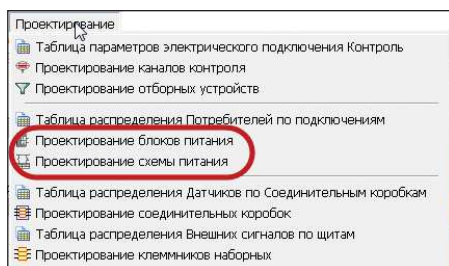 Проектирование
Таблица параметров электрического подключения Контроль
Проектирование каналов контроля
Проектирование отборных устройств
Таблица распределения Потребителей по подключениям
Проектирование блоков питания
Проектирование схемы питания
Таблица распределения Датчиков по Соединительным коробкам
Проектирование соединительных коробок
Таблица распределения Внешних сигналов по щитам
Проектирование клеммников наборных